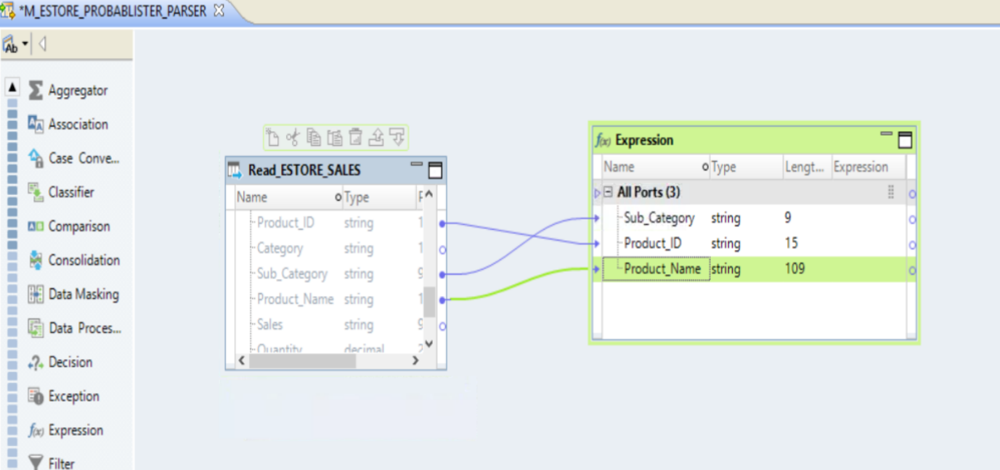 *M_ESTORE_PROBABLISTER_PARSER
Ab
Aggregator
Association
Case Conve...
Classifier
Comparison
Consolidation
Data Masking
Data Proces...
Decision
Exception
f(x) Expression
Filter
Read_ESTORE_SALES
Name Type
Product_ID string 1
Category string 1
Sub_Category string 9
Product_Name string 1
Sales string 9
Quantity decimal 2
f(x) Expression
Name Type Lengt... Expression
All Ports (3)
Sub_Category string 9
Product_ID string 15
Product_Name string 109